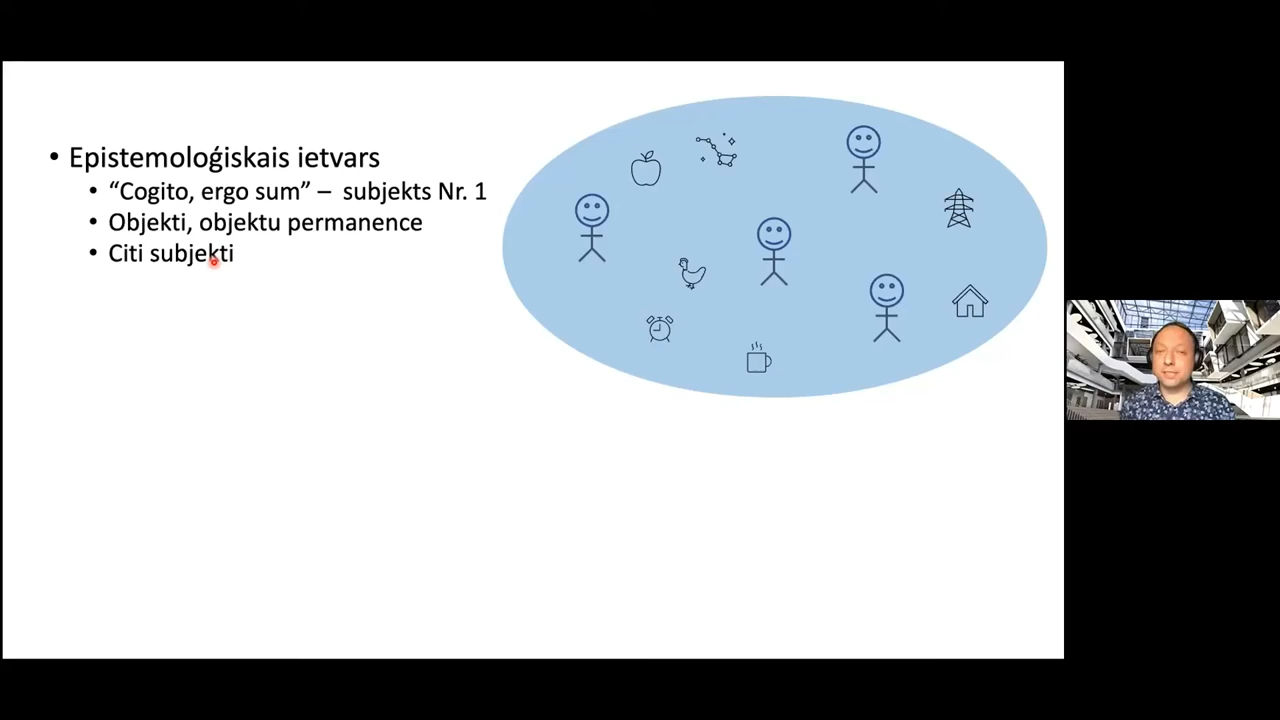 • Epistemoloģiskais ietvars
• “Cogito, ergo sum” – subjekts Nr. 1
• Objekti, objektu permanence
• Citi subjekti